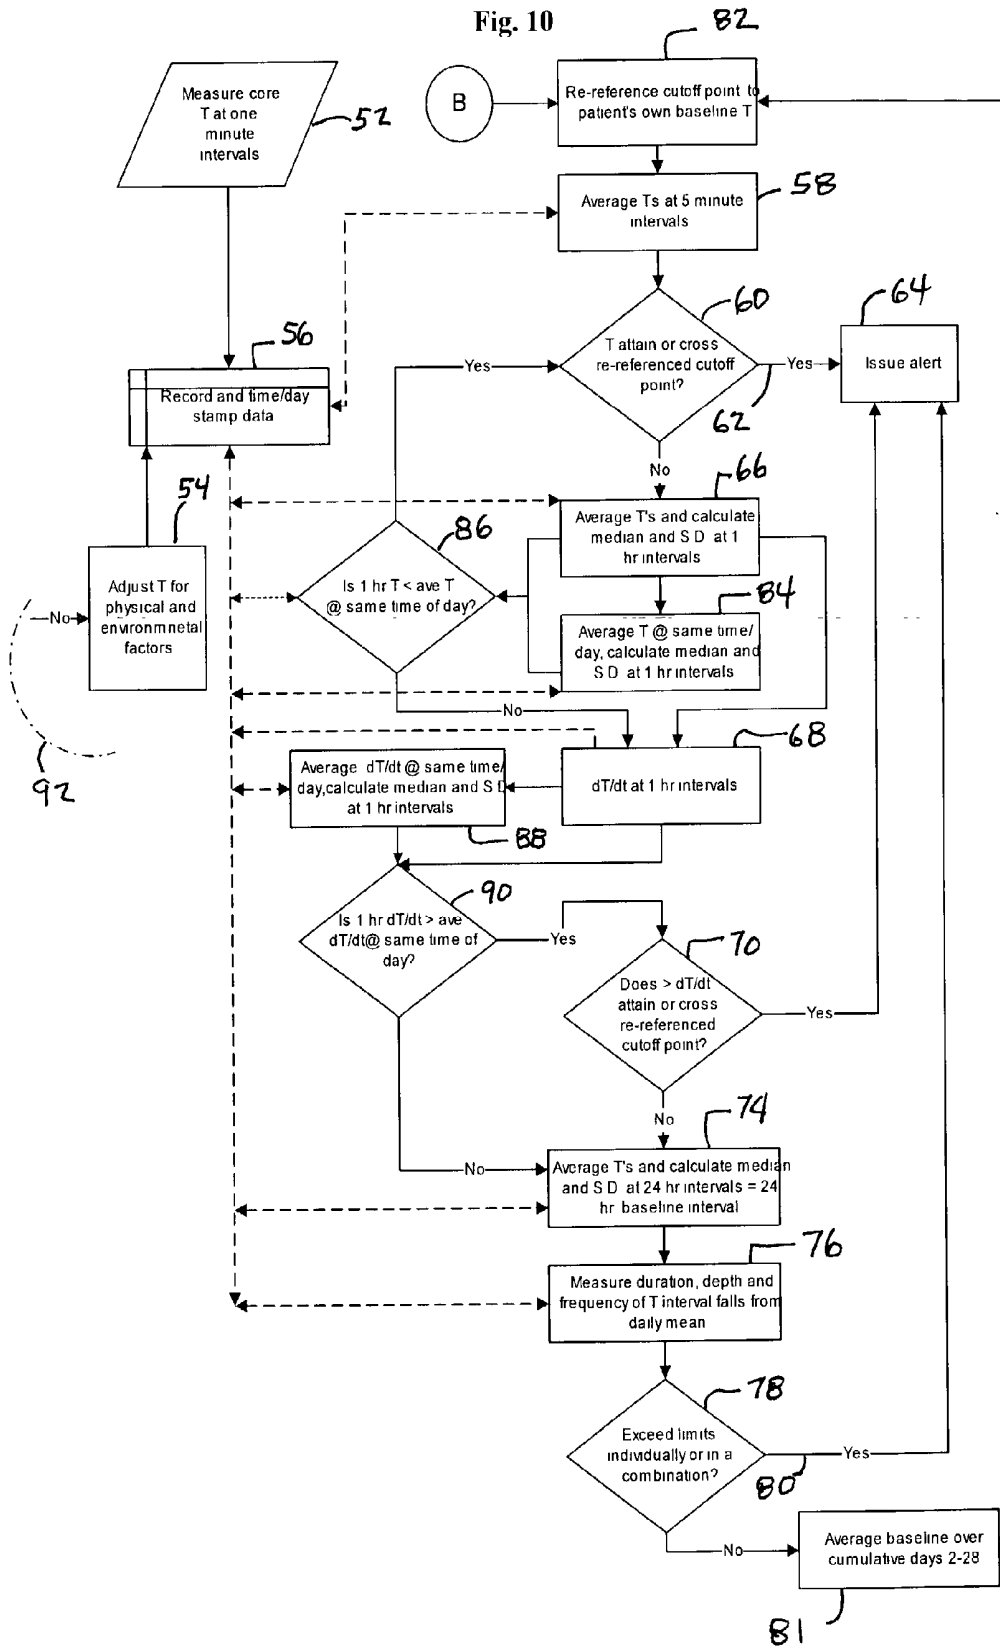 Fig. 10
82
Measure core
T at one
minute
intervals
52
B
Re-reference cutoff point to
patient's own baseline T
58
Average Ts at 5 minute
intervals
60
64
56
T attain or cross
re-referenced cutoff
point?
Yes
Yes
Issue alert
Record and time/day
stamp data
62
No
66
54
86
Average T's and calculate
median and S D at 1
hr intervals
Is 1 hr T < ave T
@ same time of day?
84
Adjust T for
physical and
environmnetal
factors
No
Average T @ same time/
day, calculate median and
S D at 1 hr intervals
No
92
68
Average dT/dt @ same time/
day,calculate median and S D
at 1 hr intervals
dT/dt at 1 hr intervals
88
90
Is 1 hr dT/dt > ave
dT/dt@ same time of
day?
Yes
70
Does > dT/dt
attain or cross
re-referenced
cutoff point?
Yes
No
74
No
Average T's and calculate median
and S D at 24 hr intervals = 24
hr baseline interval
76
Measure duration, depth and
frequency of T interval falls from
daily mean
78
Exceed limits
individually or in a
combination?
Yes
80
No
Average baseline over
cumulative days 2-28
81